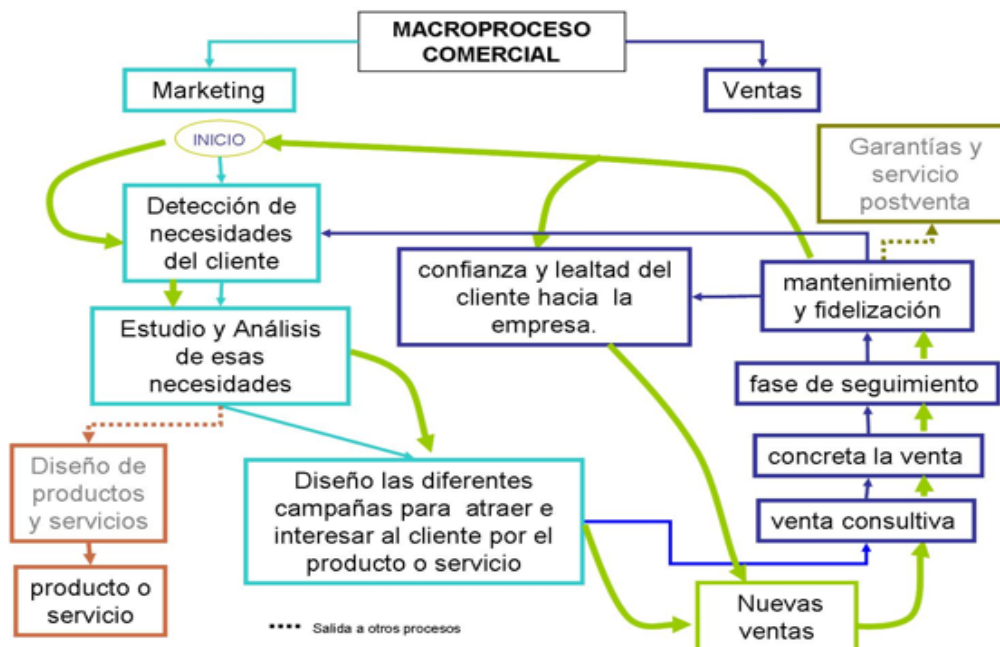 MACROPROCESO
COMERCIAL
Marketing
Ventas
INICIO
Garantías y
servicio
postventa
Detección de
necesidades
del cliente
confianza y lealtad del
cliente hacia la
empresa.
mantenimiento
y fidelización
Estudio y Análisis
de esas
necesidades
fase de seguimiento
Diseño de
productos
y servicios
concreta la venta
Diseño las diferentes
campañas para atraer e
interesar al cliente por el
producto o servicio
venta consultiva
producto o
servicio
Nuevas
ventas
Salida a otros procesos